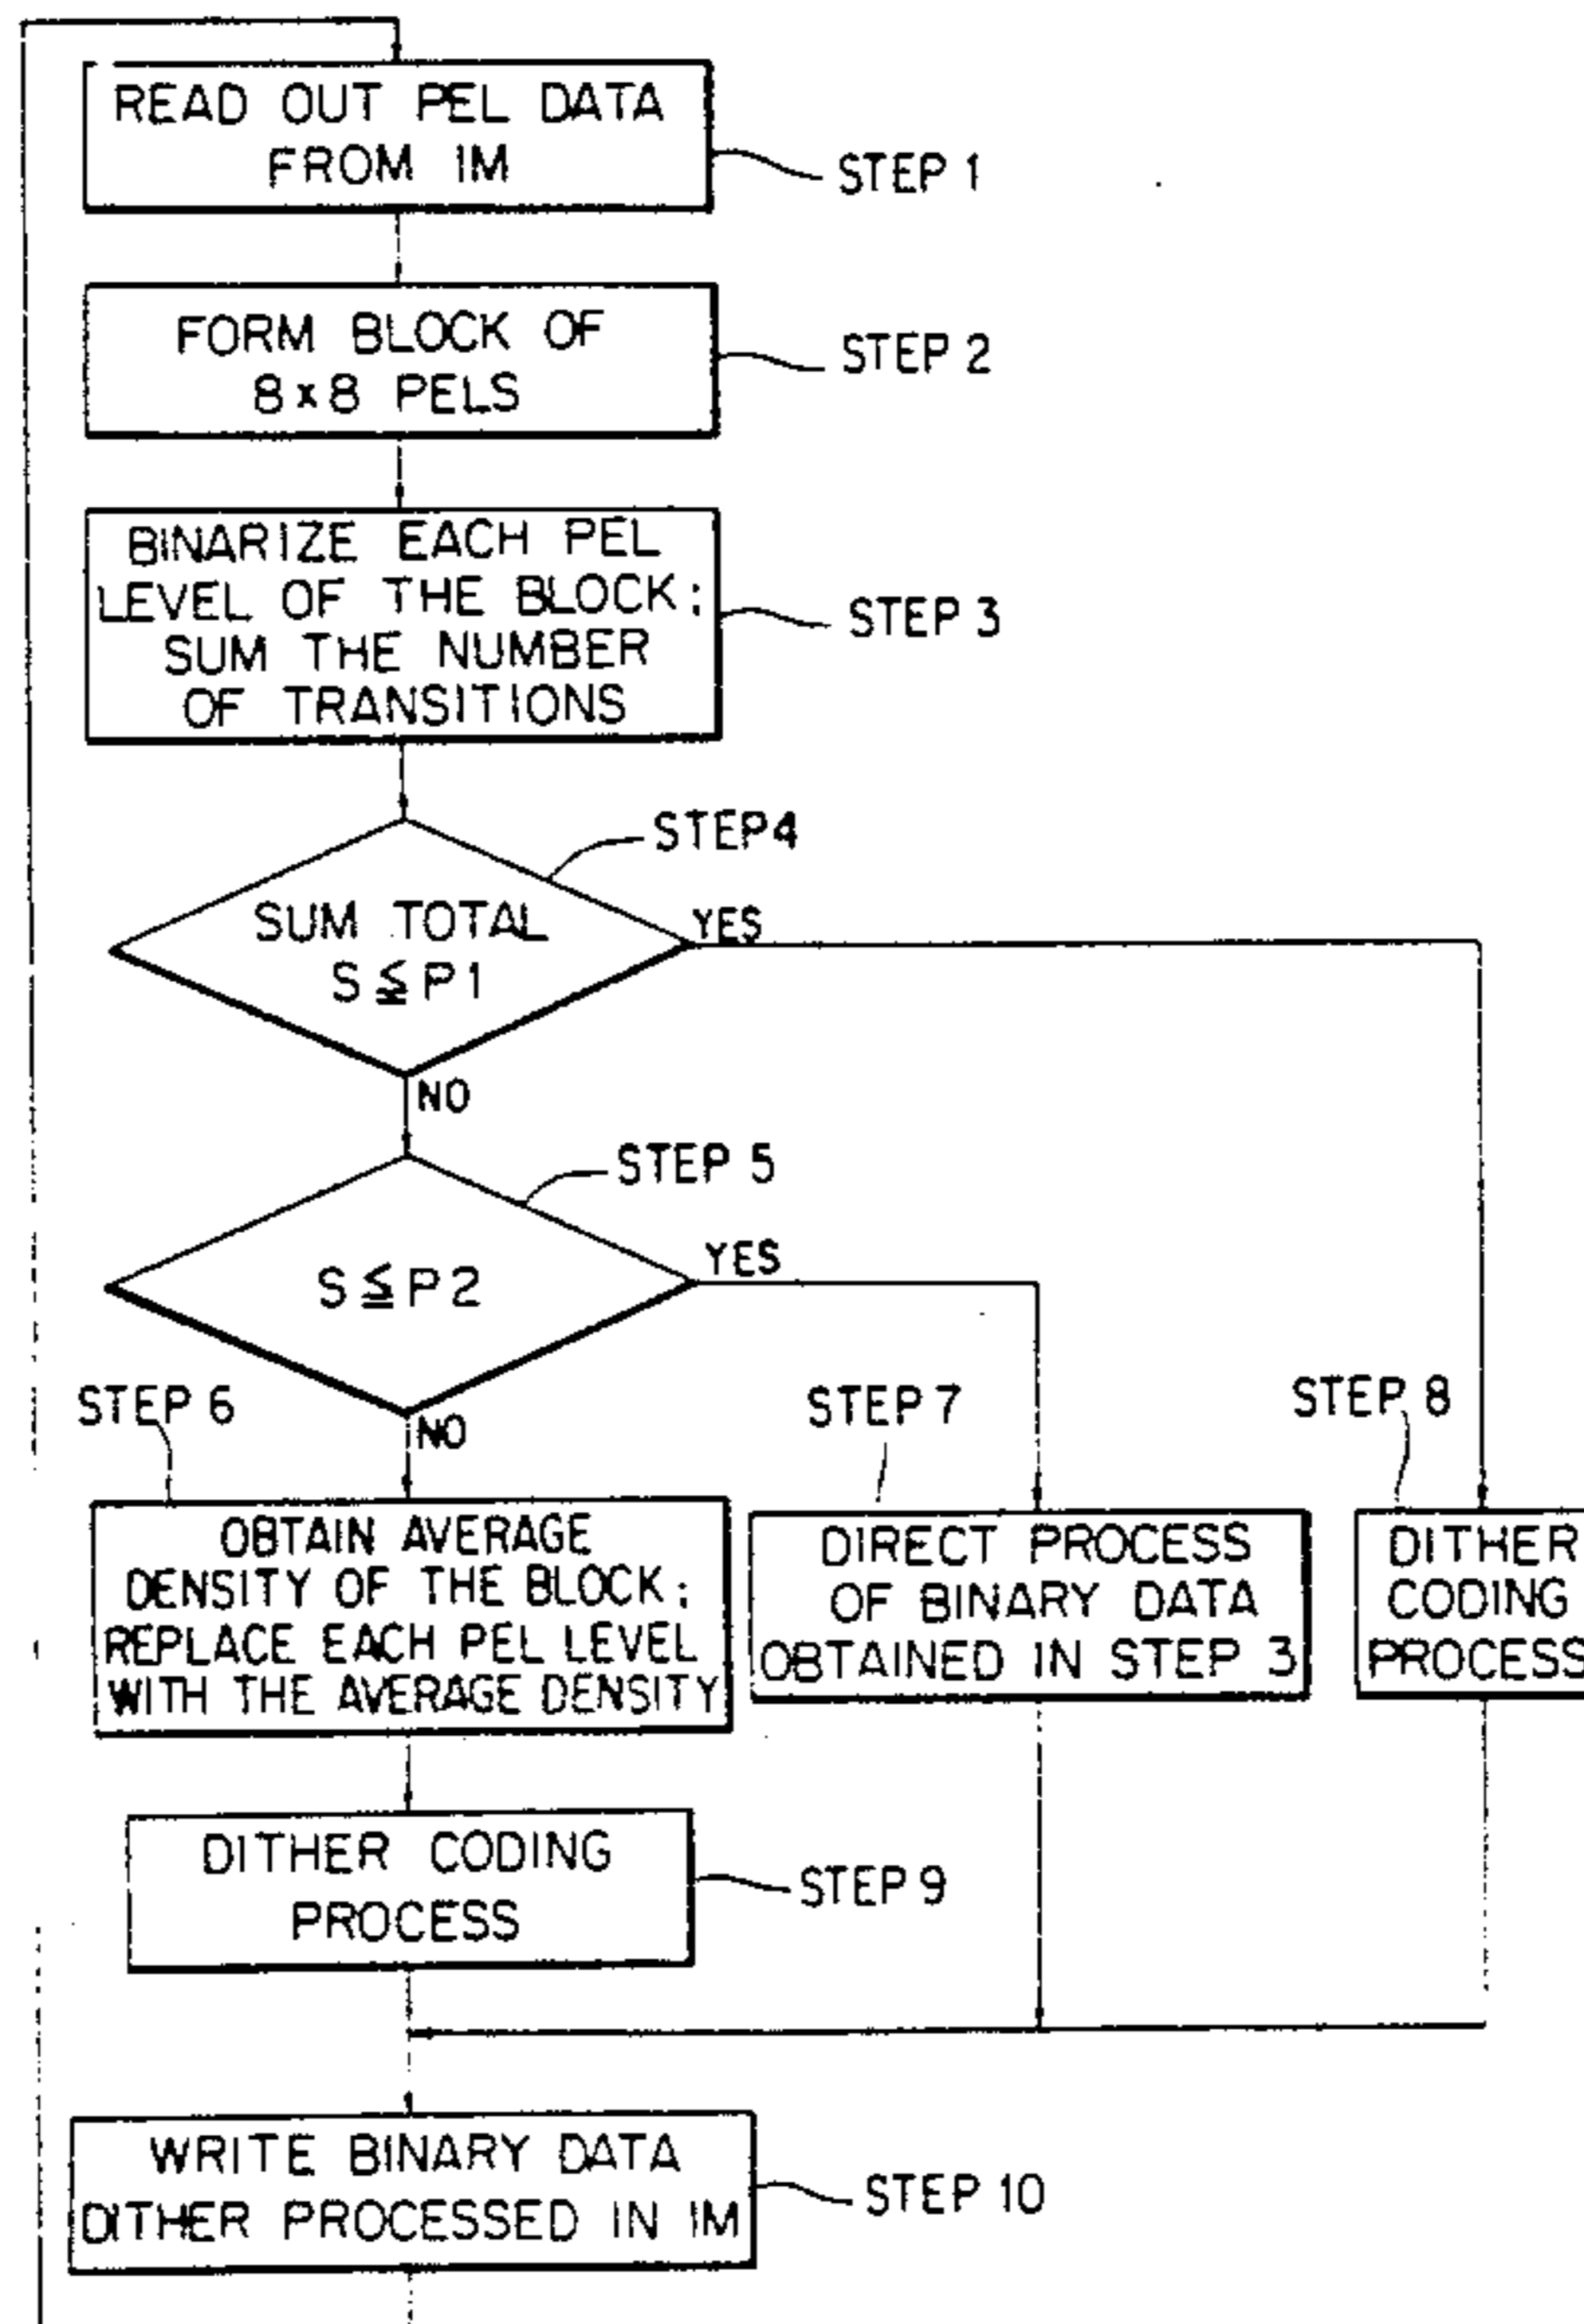 READ OUT PEL DATA
FROM IM
STEP 1
FORM BLOCK OF
8×8 PELS
STEP 2
BINARIZE EACH PEL
LEVEL OF THE BLOCK;
SUM THE NUMBER
OF TRANSITIONS
STEP 3
STEP4
SUM TOTAL
S ≦ P1
YES
NO
STEP 5
S ≦ P2
YES
NO
STEP 6
OBTAIN AVERAGE
DENSITY OF THE BLOCK;
REPLACE EACH PEL LEVEL
WITH THE AVERAGE DENSITY
STEP 7
DIRECT PROCESS
OF BINARY DATA
OBTAINED IN STEP 3
STEP 8
DITHER
CODING
PROCESS
DITHER CODING
PROCESS
STEP 9
WRITE BINARY DATA
DITHER PROCESSED IN IM
STEP 10